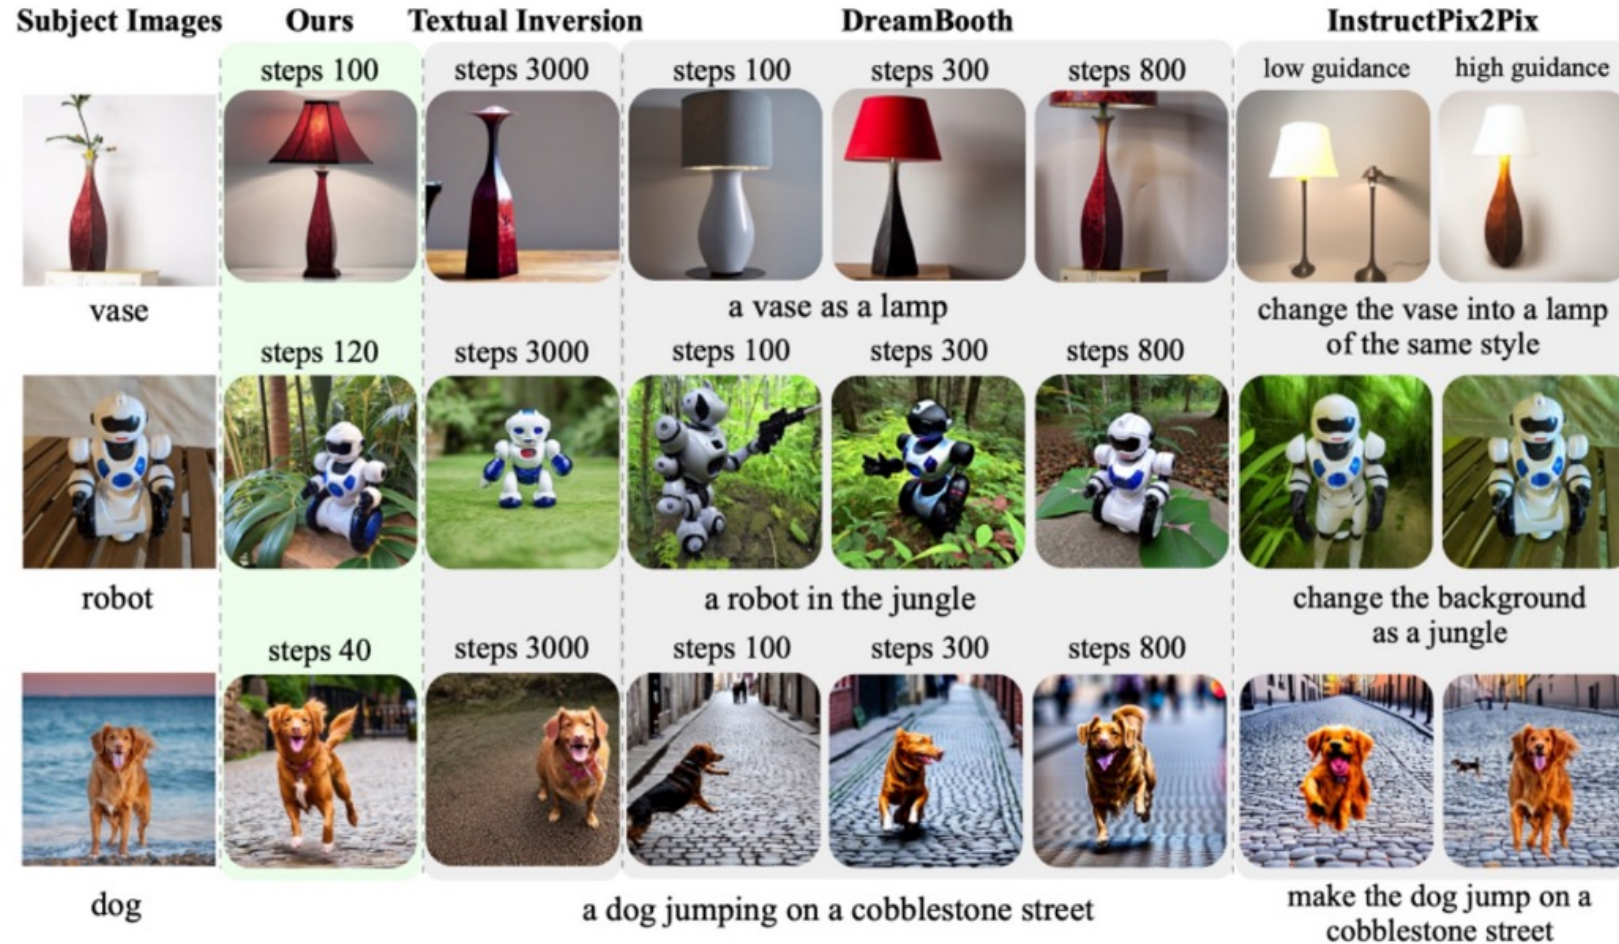 Subject Images Ours Textual Inversion DreamBooth InstructPix2Pix
steps 100 steps 3000 steps 100 steps 300 steps 800 low guidance high guidance
vase a vase as a lamp change the vase into a lamp
of the same style
steps 120 steps 3000 steps 100 steps 300 steps 800
robot a robot in the jungle change the background
as a jungle
steps 40 steps 3000 steps 100 steps 300 steps 800
dog a dog jumping on a cobblestone street make the dog jump on a
cobblestone street